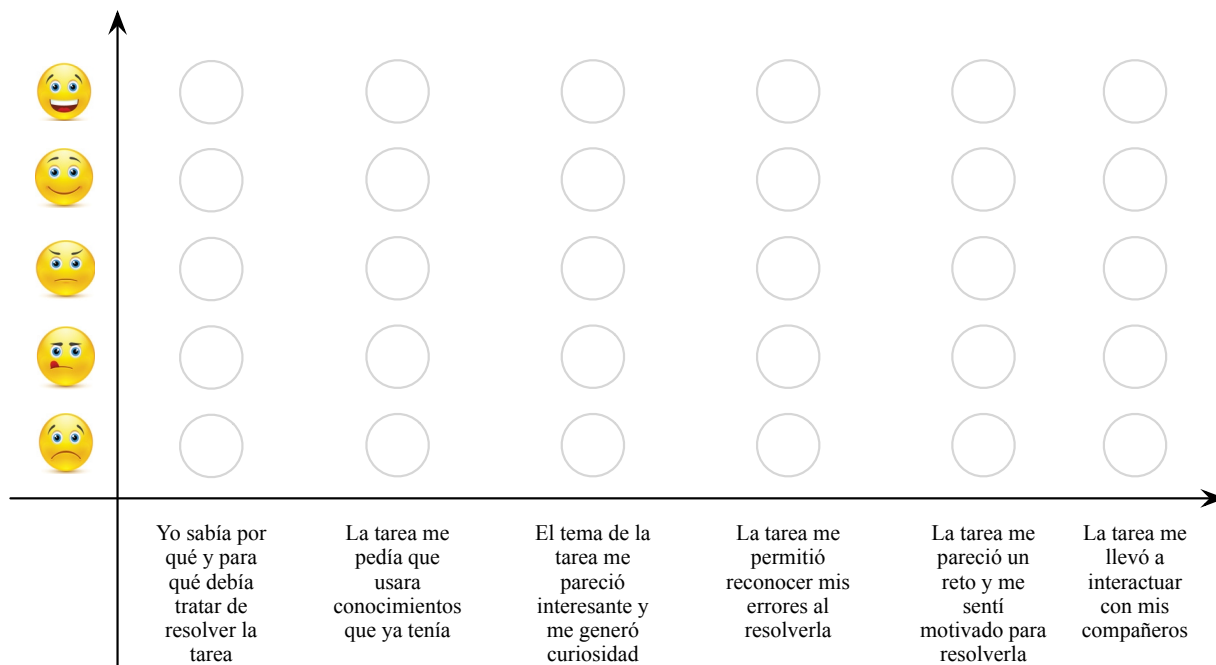 Yo sabía por
qué y para
qué debía
tratar de
resolver la
tarea
La tarea me
pedía que
usara
conocimientos
que ya tenía
El tema de la
tarea me
pareció
interesante y
me generó
curiosidad
La tarea me
permitió
reconocer mis
errores al
resolverla
La tarea me
pareció un
reto y me
sentí
motivado para
resolverla
La tarea me
llevó a
interactuar
con mis
compañeros